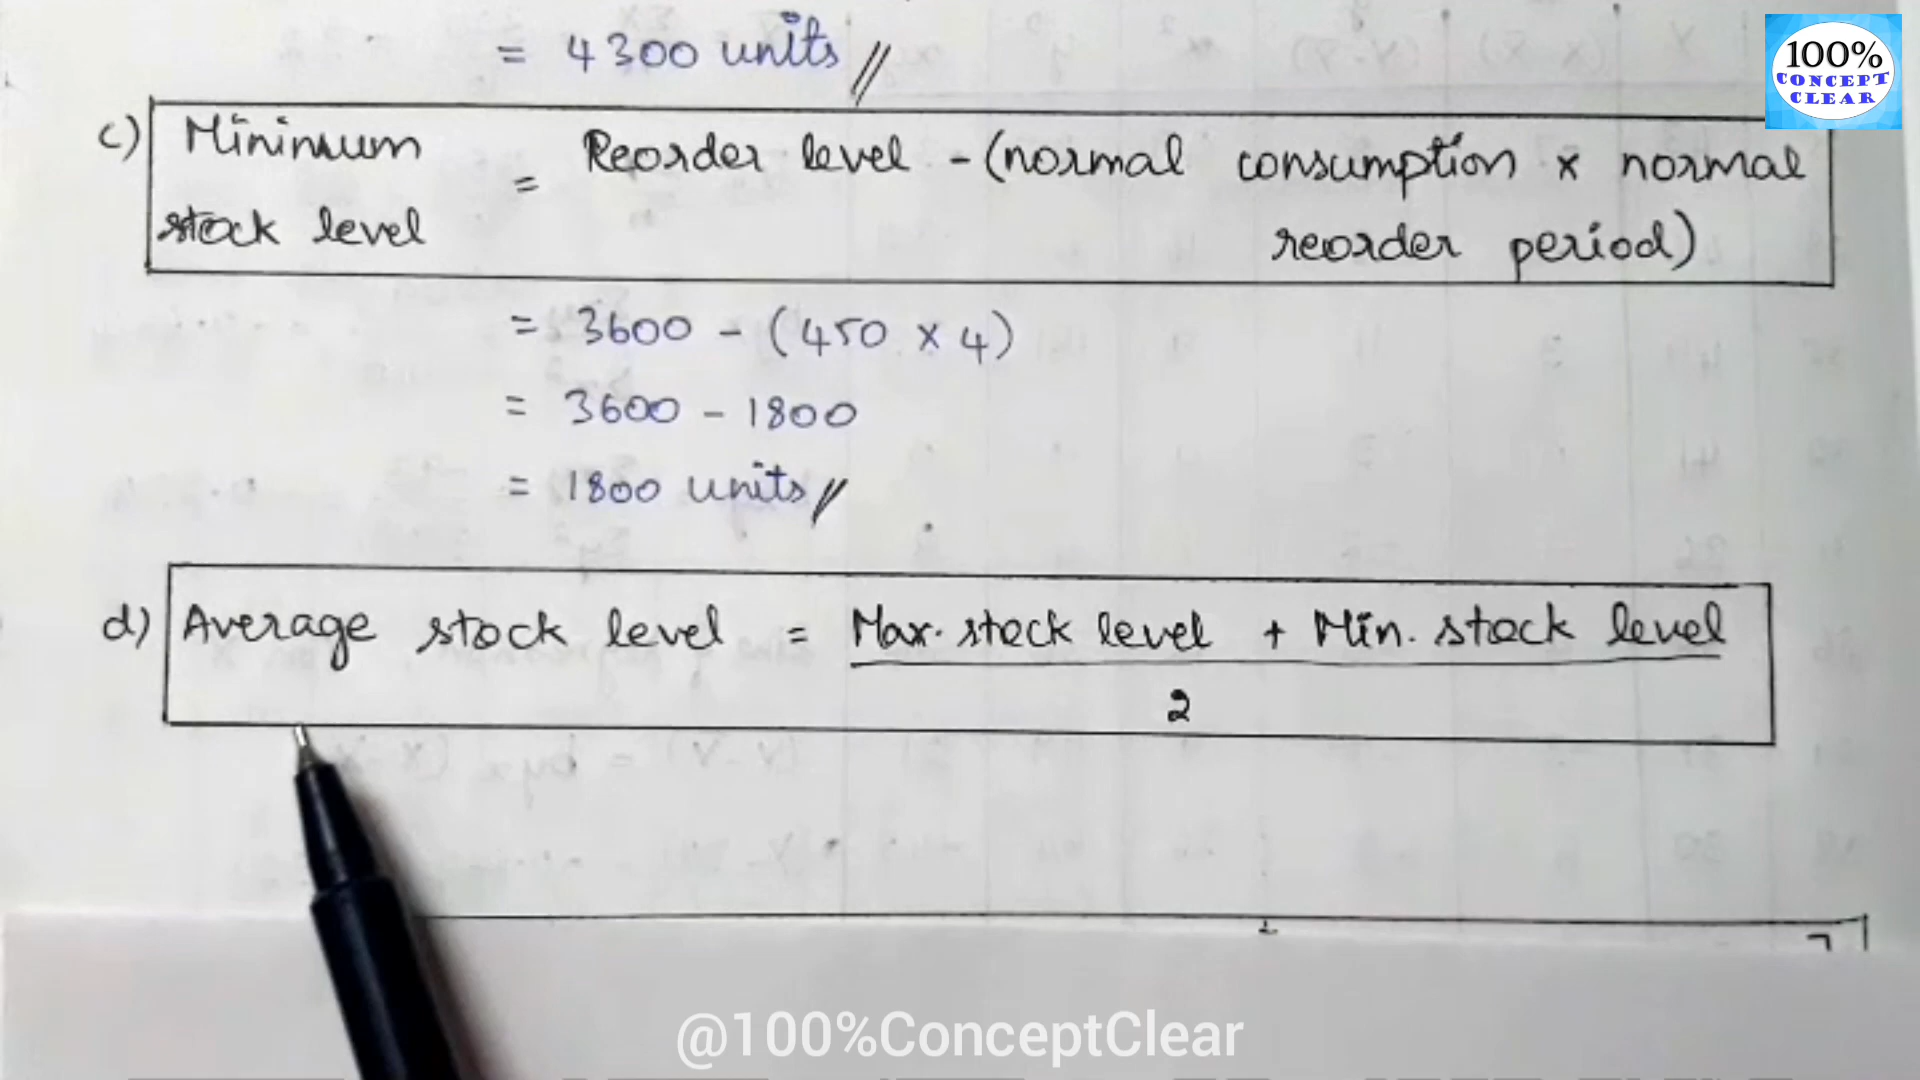 = 4300 units //
100%
CONCEPT
CLEAR
c) Minimum stock level = Reorder level - (normal consumption x normal
reorder period)
= 3600 - (450 x 4)
= 3600 - 1800
= 1800 units //
d) Average stock level = Max. stock level + Min. stock level
2
@100%ConceptClear